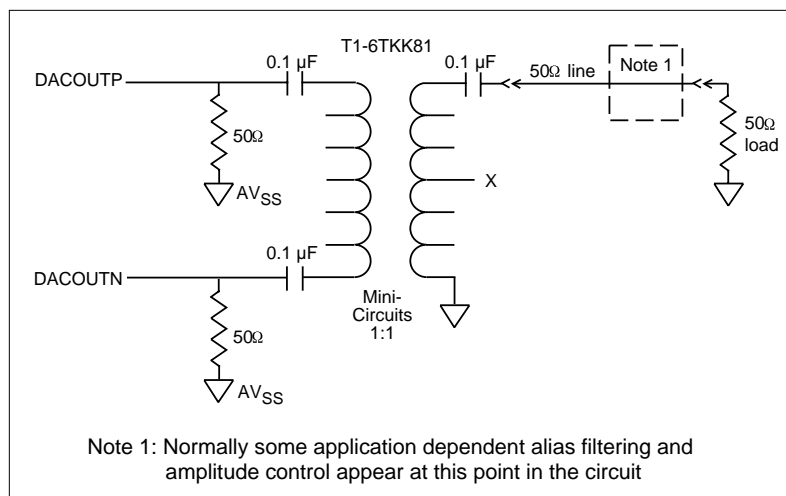 T1-6TKK81
0.1 µF
0.1 µF
DACOUTP
50Ω line
Note 1
50Ω
50Ω
load
AVSS
X
0.1 µF
DACOUTN
Mini-
Circuits
1:1
50Ω
AVSS
Note 1: Normally some application dependent alias filtering and
amplitude control appear at this point in the circuit